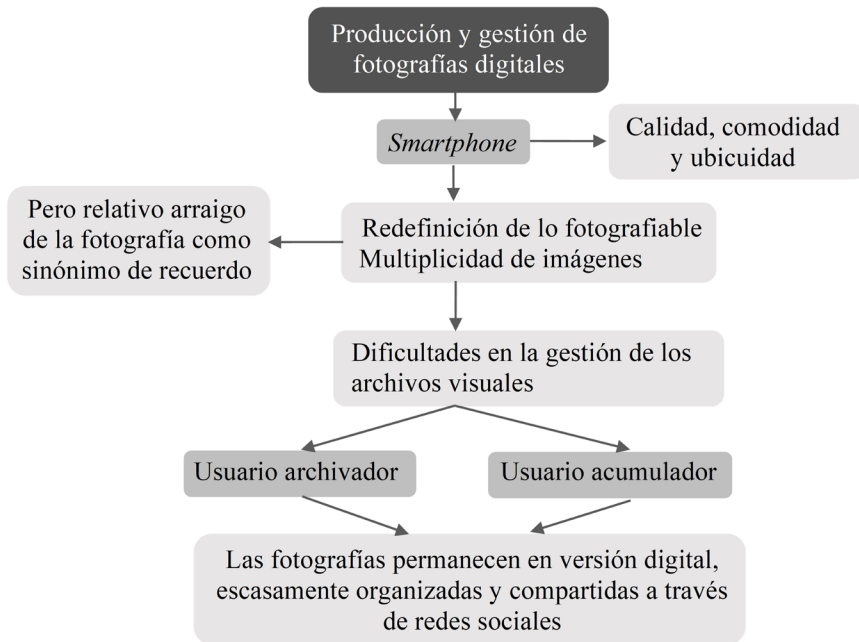 Producción y gestión de
fotografías digitales
Smartphone
Calidad, comodidad
y ubicuidad
Pero relativo arraigo
de la fotografía como
sinónimo de recuerdo
Redefinición de lo fotografiable
Multiplicidad de imágenes
Dificultades en la gestión de los
archivos visuales
Usuario archivador
Usuario acumulador
Las fotografías permanecen en versión digital,
escasamente organizadas y compartidas a través
de redes sociales